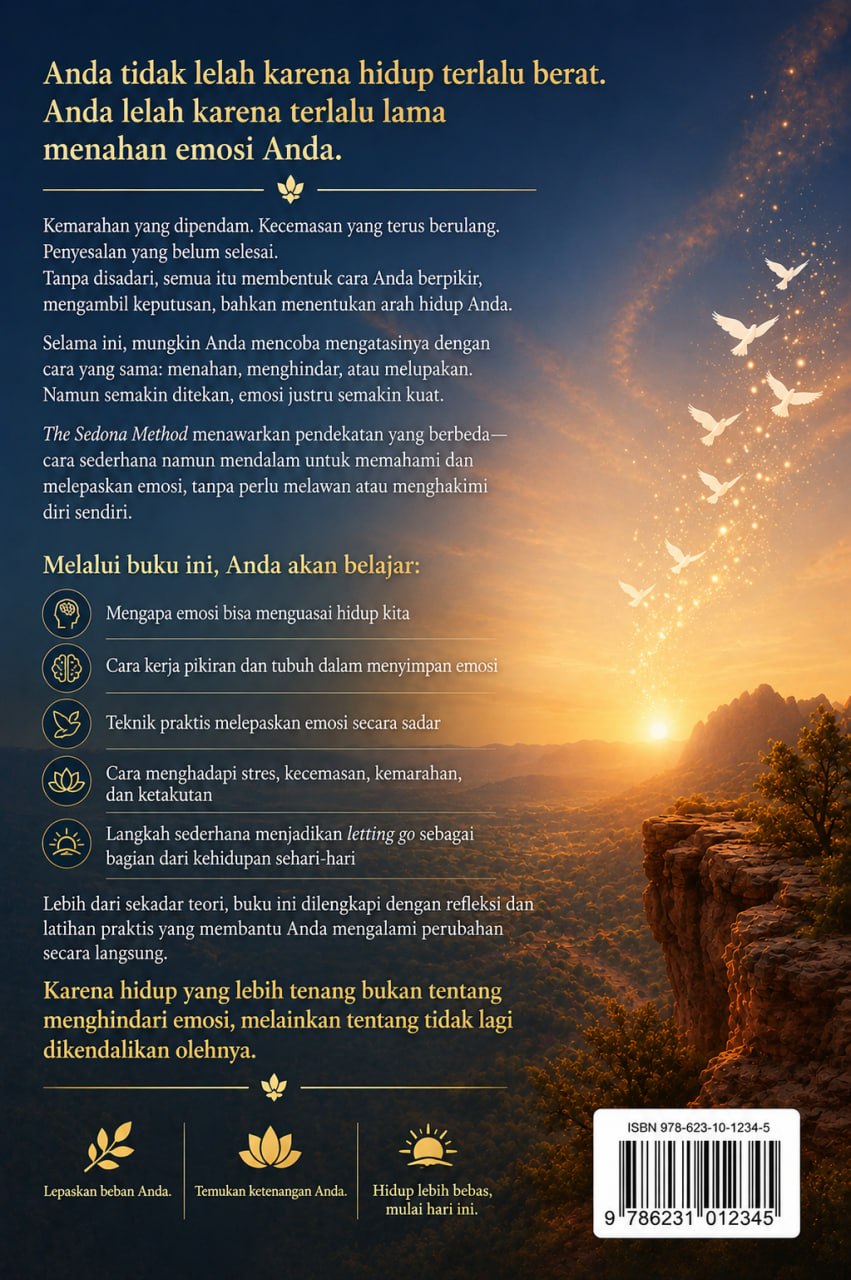 Anda tidak lelah karena hidup terlalu berat.
Anda lelah karena terlalu lama
menahan emosi Anda.
Kemarahan yang dipendam. Kecemasan yang terus berulang.
Penyesalan yang belum selesai.
Tanpa disadari, semua itu membentuk cara Anda berpikir,
mengambil keputusan, bahkan menentukan arah hidup Anda.
Selama ini, mungkin Anda mencoba mengatasinya dengan
cara yang sama: menahan, menghindar, atau melupakan.
Namun semakin ditekan, emosi justru semakin kuat.
The Sedona Method menawarkan pendekatan yang berbeda—
cara sederhana namun mendalam untuk memahami dan
melepaskan emosi, tanpa perlu melawan atau menghakimi
diri sendiri.
Melalui buku ini, Anda akan belajar:
Mengapa emosi bisa menguasai hidup kita
Cara kerja pikiran dan tubuh dalam menyimpan emosi
Teknik praktis melepaskan emosi secara sadar
Cara menghadapi stres, kecemasan, kemarahan,
dan ketakutan
Langkah sederhana menjadikan letting go sebagai
bagian dari kehidupan sehari-hari
Lebih dari sekadar teori, buku ini dilengkapi dengan refleksi dan
latihan praktis yang membantu Anda mengalami perubahan
secara langsung.
Karena hidup yang lebih tenang bukan tentang
menghindari emosi, melainkan tentang tidak lagi
dikendalikan olehnya.
Lepaskan beban Anda.
Temukan ketenangan Anda.
Hidup lebih bebas,
mulai hari ini.
ISBN 978-623-10-1234-5
9 786231 012345